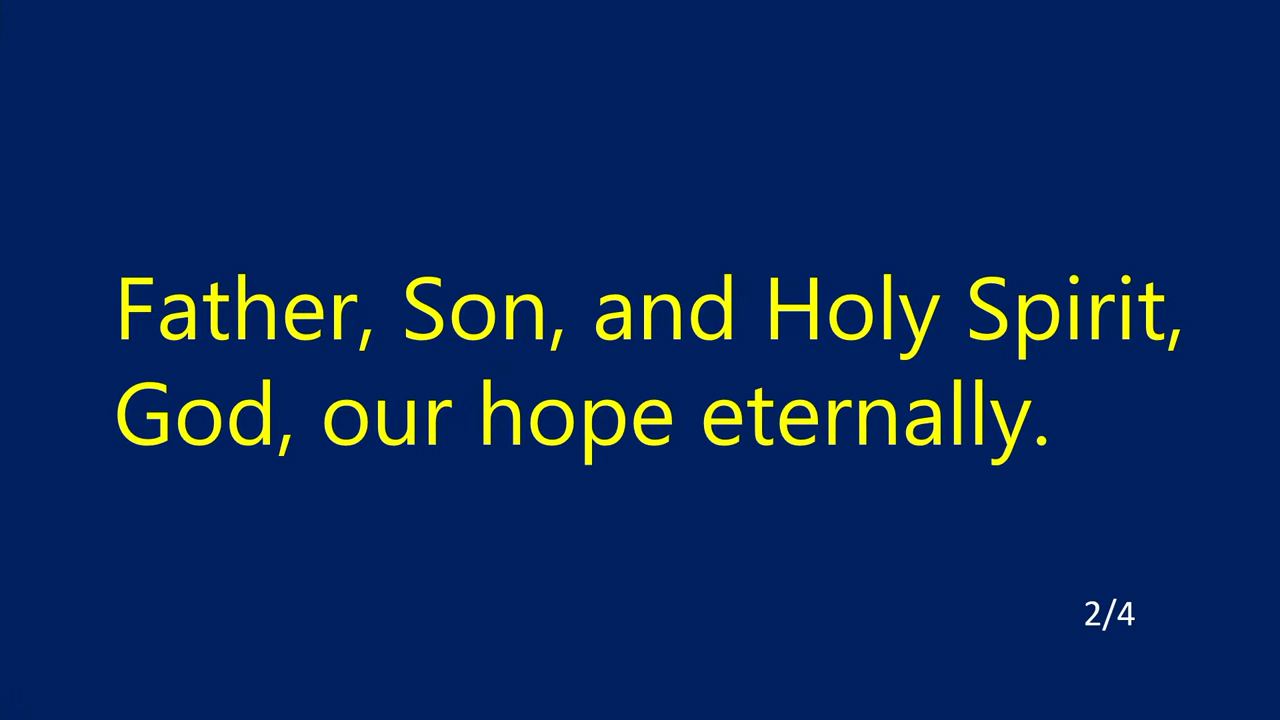 Father, Son, and Holy Spirit,
God, our hope eternally.
2/4